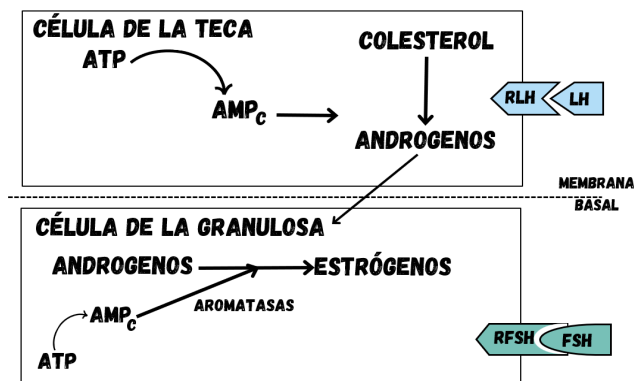 CÉLULA DE LA TECA
ATP
COLESTEROL
AMPC
RLH
LH
ANDROGENOS
MEMBRANA
BASAL
CÉLULA DE LA GRANULOSA
ANDROGENOS
ESTRÓGENOS
AROMATASAS
AMPC
ATP
RFSH
FSH